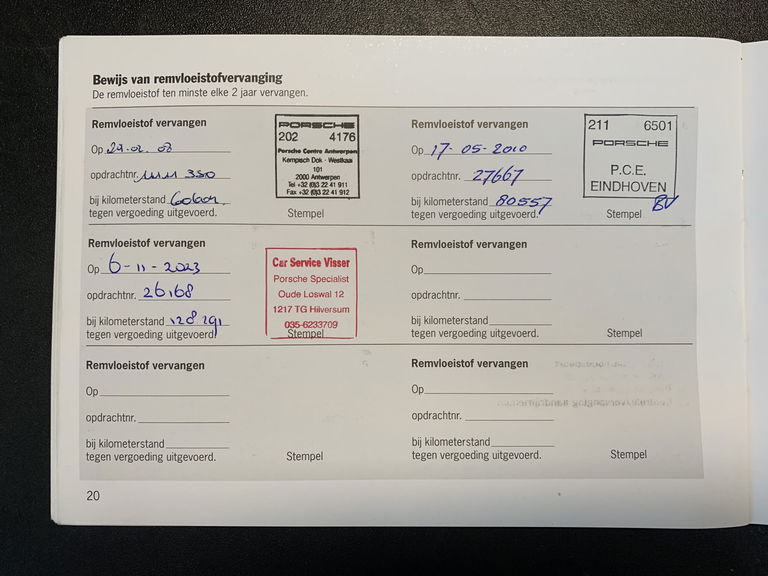 Bewijs van remvloeistofvervanging
De remvloeistof ten minste elke 2 jaar vervangen.
Remvloeistof vervangen
Op
opdrachtnr. 350
bij kilometerstand
tegen vergoeding uitgevoerd.
PORSCHE
202 4176
Porsche Centre Antwerpen
Kempisch Dok - Westkaai
101
2000 Antwerpen
Tel +32 (0)3 22 41 911
Fax +32 (0)3 22 41 912
Stempel
Remvloeistof vervangen
Op 17-05-2010
opdrachtnr. 27667
bij kilometerstand 80557
tegen vergoeding uitgevoerd.
211 6501
PORSCHE
P.C.E.
EINDHOVEN
Stempel BV
Remvloeistof vervangen
Op 6-11-2023
opdrachtnr. 26168
bij kilometerstand 128291
tegen vergoeding uitgevoerd
Car Service Visser
Porsche Specialist
Oude Loswal 12
1217 TG Hilversum
035-6233709
Stempel
Remvloeistof vervangen
Op
opdrachtnr.
bij kilometerstand
tegen vergoeding uitgevoerd.
Stempel
Remvloeistof vervangen
Op
opdrachtnr.
bij kilometerstand
tegen vergoeding uitgevoerd.
Stempel
Remvloeistof vervangen
Op
opdrachtnr.
bij kilometerstand
tegen vergoeding uitgevoerd.
Stempel
20